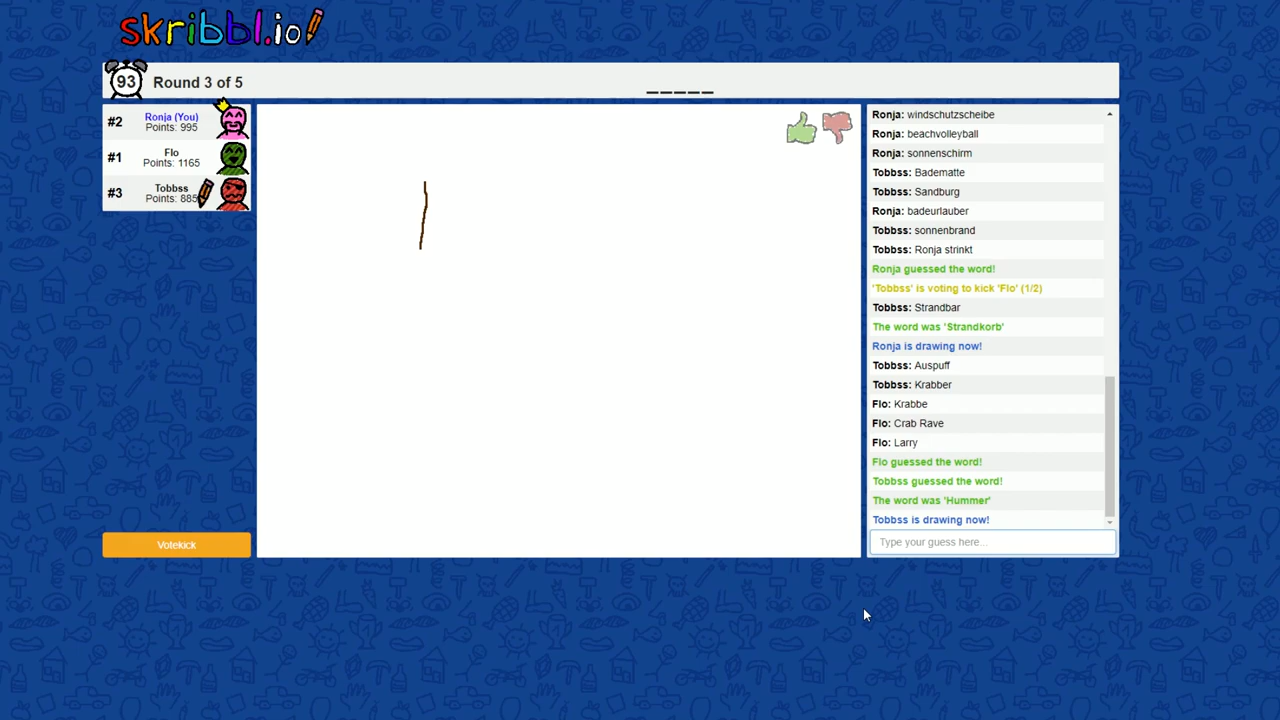 skribbl.io
93
Round 3 of 5
_____
#2
Ronja (You)
Points: 995
#1
Flo
Points: 1165
#3
Tobbss
Points: 885
Votekick
Ronja: windschutzscheibe
Ronja: beachvolleyball
Ronja: sonnenschirm
Tobbss: Badematte
Tobbss: Sandburg
Ronja: badeurlauber
Tobbss: sonnenbrand
Tobbss: Ronja strinkt
Ronja guessed the word!
'Tobbss' is voting to kick 'Flo' (1/2)
Tobbss: Strandbar
The word was 'Strandkorb'
Ronja is drawing now!
Tobbss: Auspuff
Tobbss: Krabber
Flo: Krabbe
Flo: Crab Rave
Flo: Larry
Flo guessed the word!
Tobbss guessed the word!
The word was 'Hummer'
Tobbss is drawing now!
Type your guess here...